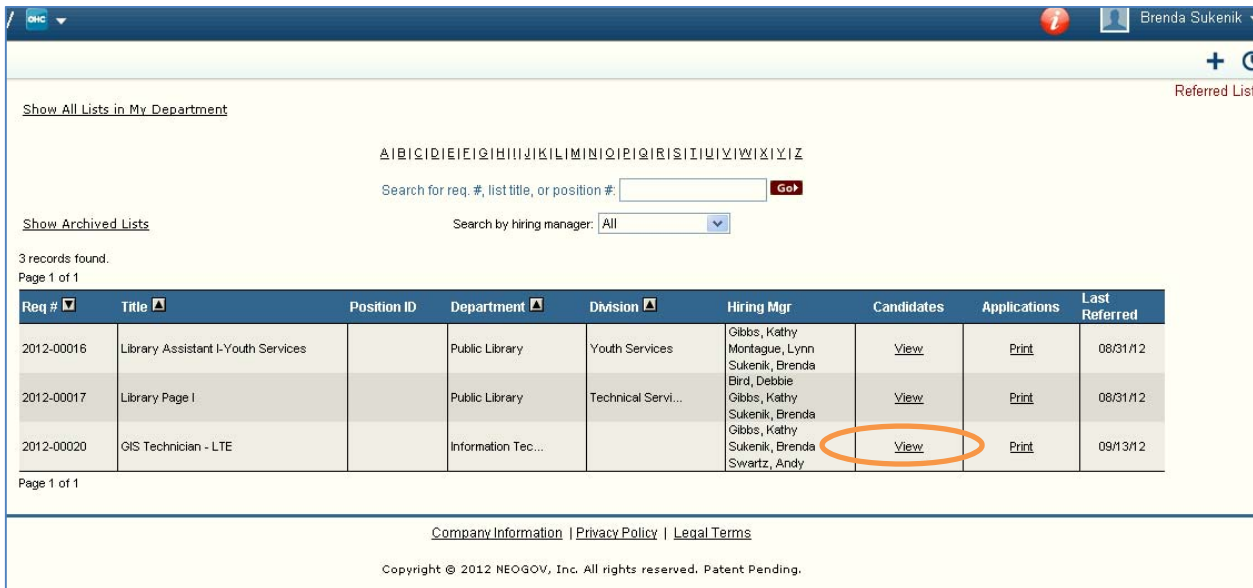 / OHC
i Brenda Sukenik
+
Referred List
Show All Lists in My Department
A|B|C|D|E|F|G|H|I|J|K|L|M|N|O|P|Q|R|S|T|U|V|W|X|Y|Z
Search for req. #, list title, or position #: Go
Show Archived Lists Search by hiring manager: All
3 records found.
Page 1 of 1
Req # Title Position ID Department Division Hiring Mgr Candidates Applications Last Referred
2012-00016 Library Assistant I-Youth Services Public Library Youth Services Gibbs, Kathy Montague, Lynn Sukenik, Brenda View Print 08/31/12
2012-00017 Library Page I Public Library Technical Servi... Bird, Debbie Gibbs, Kathy Sukenik, Brenda View Print 08/31/12
2012-00020 GIS Technician - LTE Information Tec... Gibbs, Kathy Sukenik, Brenda Swartz, Andy View Print 09/13/12
Page 1 of 1
Company Information | Privacy Policy | Legal Terms
Copyright © 2012 NEOGOV, Inc. All rights reserved. Patent Pending.